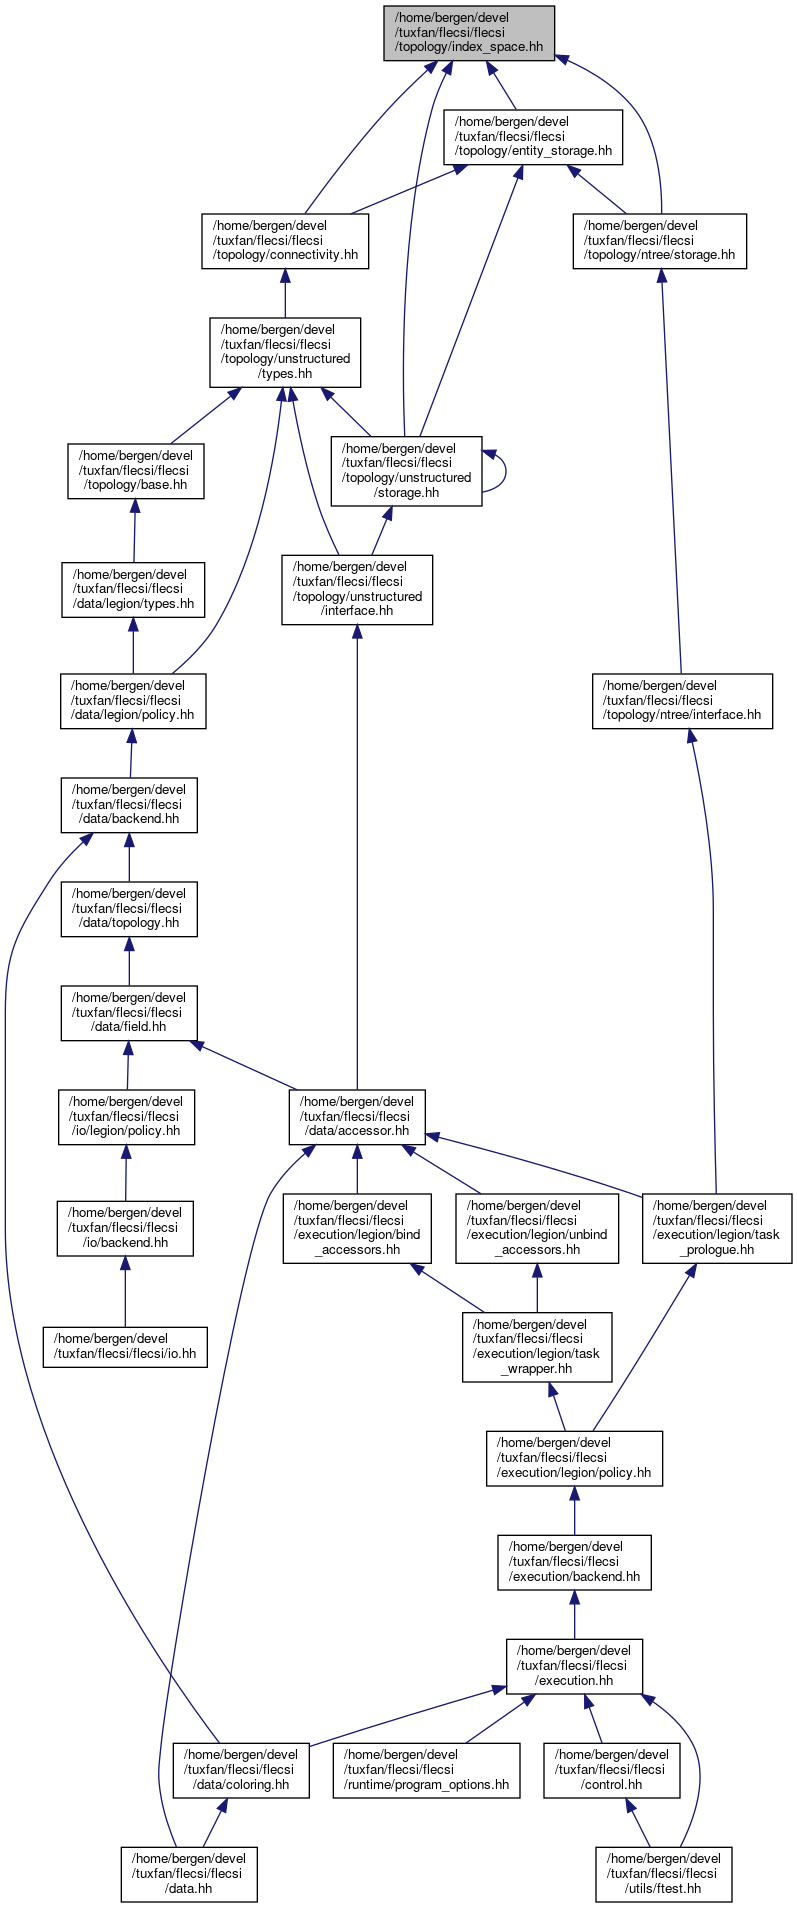 /home/bergen/devel
/tuxfan/flecsi/flecsi
/topology/index_space.hh
/home/bergen/devel
/tuxfan/flecsi/flecsi
/topology/entity_storage.hh
/home/bergen/devel
/tuxfan/flecsi/flecsi
/topology/connectivity.hh
/home/bergen/devel
/tuxfan/flecsi/flecsi
/topology/ntree/storage.hh
/home/bergen/devel
/tuxfan/flecsi/flecsi
/topology/unstructured
/types.hh
/home/bergen/devel
/tuxfan/flecsi/flecsi
/topology/base.hh
/home/bergen/devel
/tuxfan/flecsi/flecsi
/topology/unstructured
/storage.hh
/home/bergen/devel
/tuxfan/flecsi/flecsi
/data/legion/types.hh
/home/bergen/devel
/tuxfan/flecsi/flecsi
/topology/unstructured
/interface.hh
/home/bergen/devel
/tuxfan/flecsi/flecsi
/data/legion/policy.hh
/home/bergen/devel
/tuxfan/flecsi/flecsi
/topology/ntree/interface.hh
/home/bergen/devel
/tuxfan/flecsi/flecsi
/data/backend.hh
/home/bergen/devel
/tuxfan/flecsi/flecsi
/data/topology.hh
/home/bergen/devel
/tuxfan/flecsi/flecsi
/data/field.hh
/home/bergen/devel
/tuxfan/flecsi/flecsi
/io/legion/policy.hh
/home/bergen/devel
/tuxfan/flecsi/flecsi
/data/accessor.hh
/home/bergen/devel
/tuxfan/flecsi/flecsi
/io/backend.hh
/home/bergen/devel
/tuxfan/flecsi/flecsi
/execution/legion/bind
_accessors.hh
/home/bergen/devel
/tuxfan/flecsi/flecsi
/execution/legion/unbind
_accessors.hh
/home/bergen/devel
/tuxfan/flecsi/flecsi
/execution/legion/task
_prologue.hh
/home/bergen/devel
/tuxfan/flecsi/flecsi/io.hh
/home/bergen/devel
/tuxfan/flecsi/flecsi
/execution/legion/task
_wrapper.hh
/home/bergen/devel
/tuxfan/flecsi/flecsi
/execution/legion/policy.hh
/home/bergen/devel
/tuxfan/flecsi/flecsi
/execution/backend.hh
/home/bergen/devel
/tuxfan/flecsi/flecsi
/execution.hh
/home/bergen/devel
/tuxfan/flecsi/flecsi
/data/coloring.hh
/home/bergen/devel
/tuxfan/flecsi/flecsi
/runtime/program_options.hh
/home/bergen/devel
/tuxfan/flecsi/flecsi
/control.hh
/home/bergen/devel
/tuxfan/flecsi/flecsi
/data.hh
/home/bergen/devel
/tuxfan/flecsi/flecsi
/utils/ftest.hh